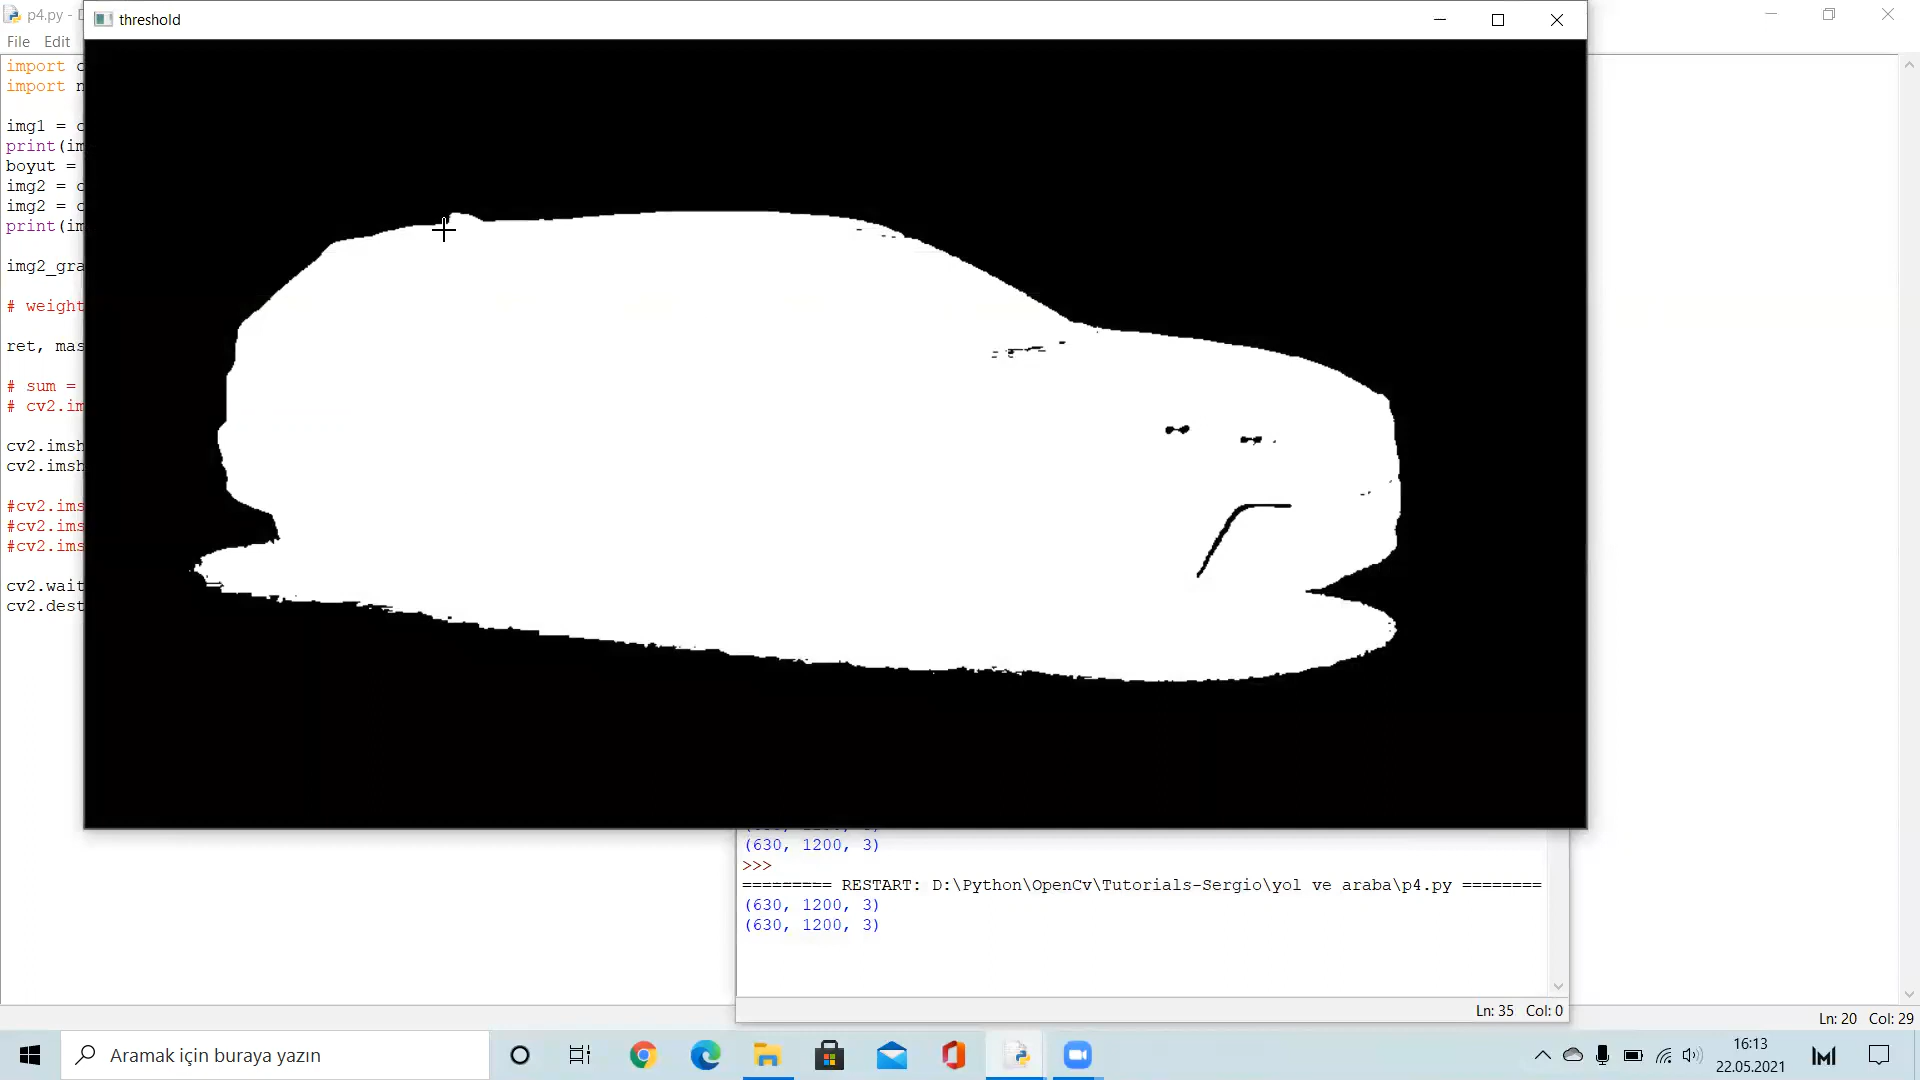 p4.py -
threshold
File Edit
import c
import n
img1 = c
print(im
boyut =
img2 = c
img2 = c
print(im
img2_gra
# weight
ret, mas
# sum =
# cv2.im
cv2.imsh
cv2.imsh
#cv2.ims
#cv2.ims
#cv2.ims
cv2.wait
cv2.dest
(630, 1200, 3)
>>>
========= RESTART: D:\Python\OpenCv\Tutorials-Sergio\yol ve araba\p4.py ========
(630, 1200, 3)
(630, 1200, 3)
Ln: 35 Col: 0
Ln: 20 Col: 29
Aramak için buraya yazın
16:13
22.05.2021